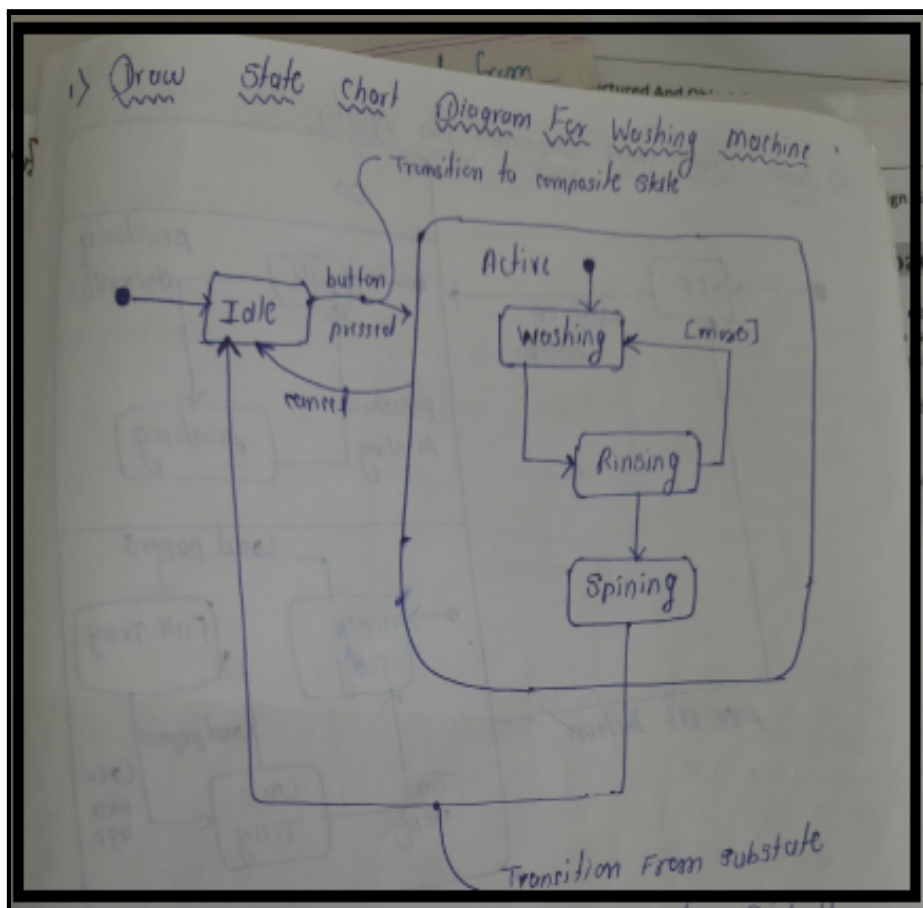 1) Draw State Chart Diagram For Washing Machine.
Transition to composite State
Active
button
Idle
pressed
Washing
cancel
Rinsing
Spining
Transition From substate